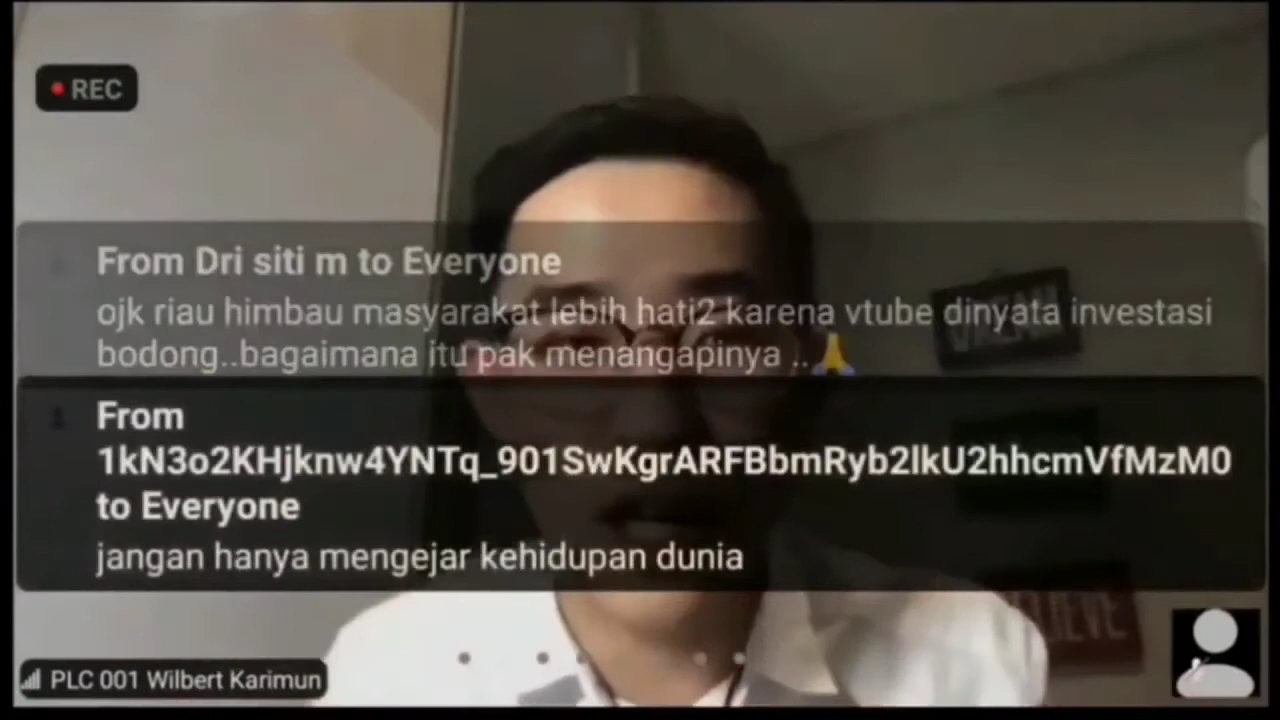 REC
From Dri siti m to Everyone
ojk riau himbau masyarakat lebih hati2 karena vtube dinyata investasi
bodong..bagaimana itu pak menangapinya ..🙏
From
1kN3o2KHjknw4YNTq_901SwKgrARFBbmRyb2lkU2hhcmVfMzM0
to Everyone
jangan hanya mengejar kehidupan dunia
PLC 001 Wilbert Karimun